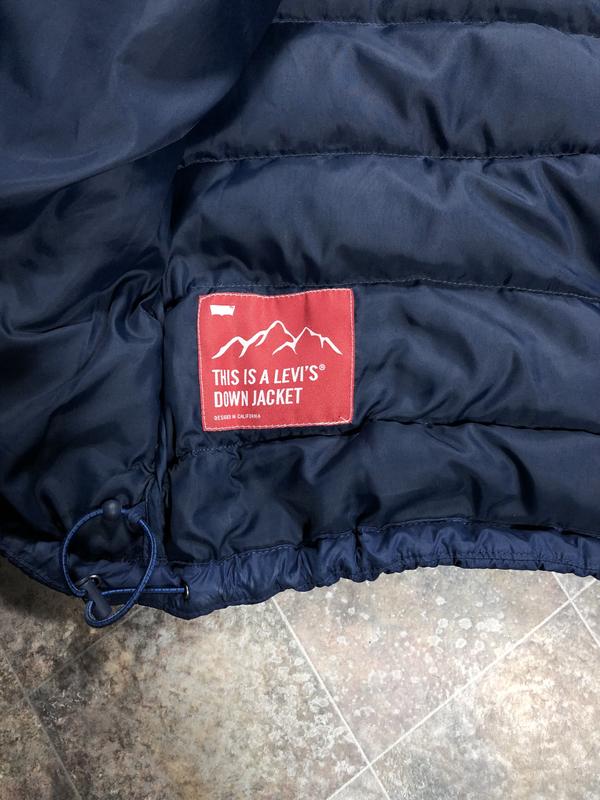 THIS IS A LEVI'S®
DOWN JACKET
DESIGNED IN CALIFORNIA